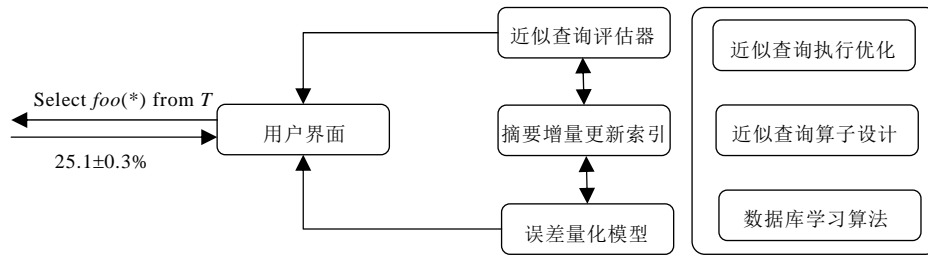 近似查询评估器
近似查询执行优化
Select foo(*) from T
用户界面
摘要增量更新索引
近似查询算子设计
25.1±0.3%
误差量化模型
数据库学习算法